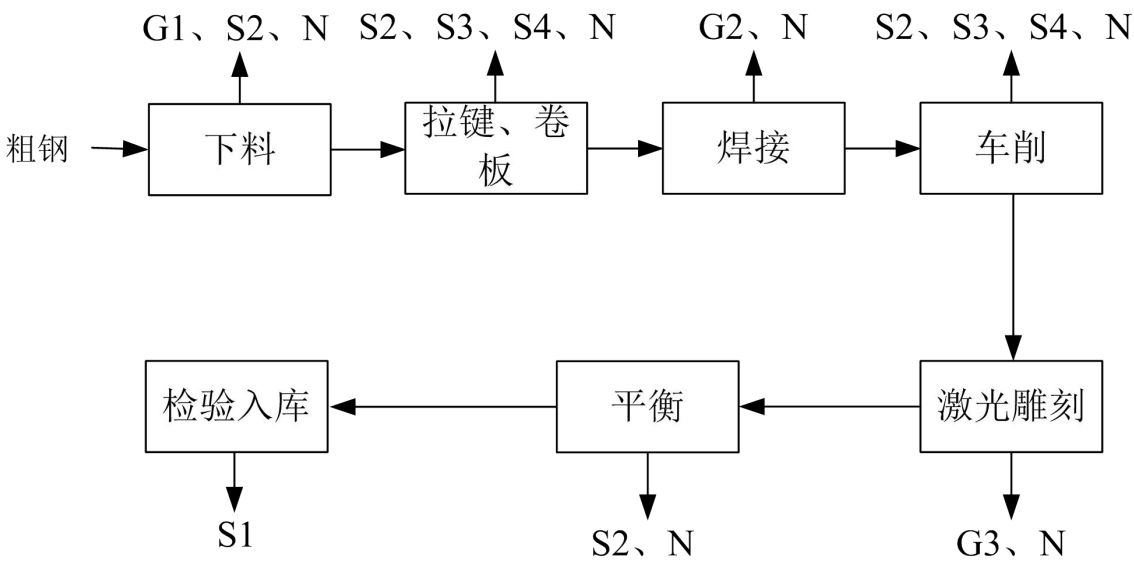 G1、S2、N
S2、S3、S4、N
G2、N
S2、S3、S4、N
粗钢
下料
拉键、卷
板
焊接
车削
检验入库
平衡
激光雕刻
S1
S2、N
G3、N